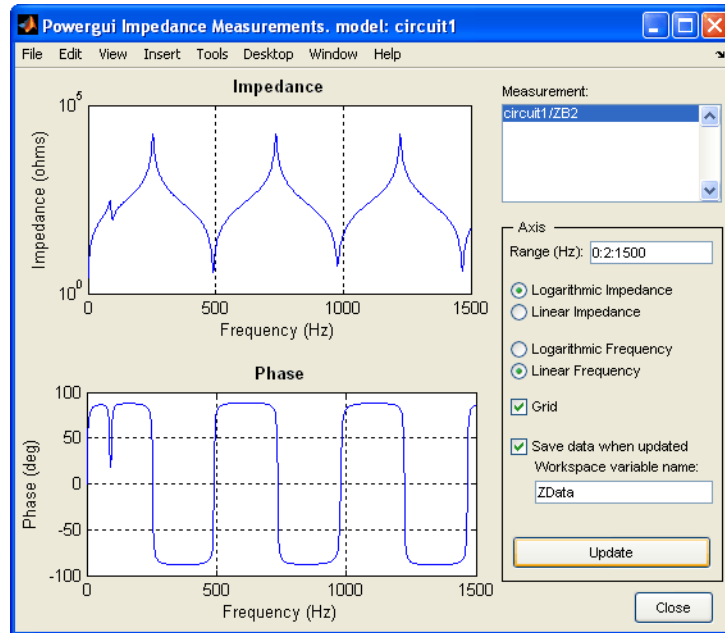 Powergui Impedance Measurements. model: circuit1
File Edit View Insert Tools Desktop Window Help
Impedance
Impedance (ohms)
10^5
10^0
0 500 1000 1500
Frequency (Hz)
Phase
Phase (deg)
100
50
0
-50
-100
0 500 1000 1500
Frequency (Hz)
Measurement:
circuit1/ZB2
Axis
Range (Hz): 0:2:1500
Logarithmic Impedance
Linear Impedance
Logarithmic Frequency
Linear Frequency
Grid
Save data when updated
Workspace variable name:
ZData
Update
Close